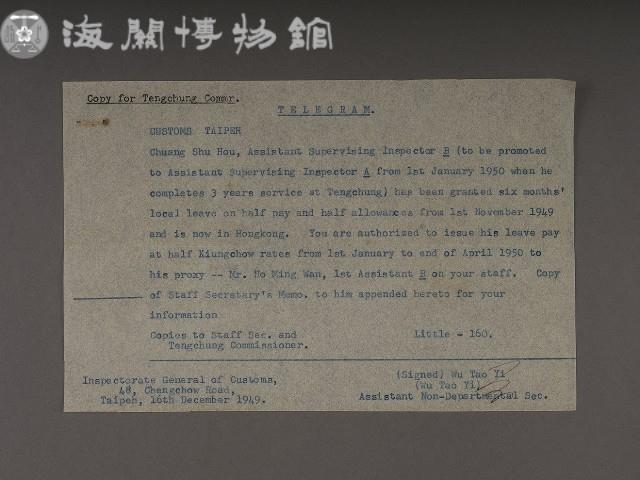 海關博物館
Copy for Tengchung Commr.
TELEGRAM.
CUSTOMS TAIPEH
Chuang Shu Hou, Assistant Supervising Inspector B (to be promoted
to Assistant Supervising Inspector A from 1st January 1950 when he
completes 3 years service at Tengchung) has been granted six months'
local leave on half pay and half allowances from 1st November 1949
and is now in Hongkong. You are authorized to issue his leave pay
at half Kiungchow rates from 1st January to end of April 1950 to
his proxy -- Mr. Ho Ming Wan, 1st Assistant B on your staff. Copy
of Staff Secretary's Memo. to him appended hereto for your
information
Copies to Staff Sec. and
Tengchung Commissioner.
Little - 160.
Inspectorate General of Customs,
48, Chengchow Road,
Taipeh, 16th December 1949.
(Signed) Wu Tao Yi
(Wu Tao Yi)
Assistant Non-Departmental Sec.